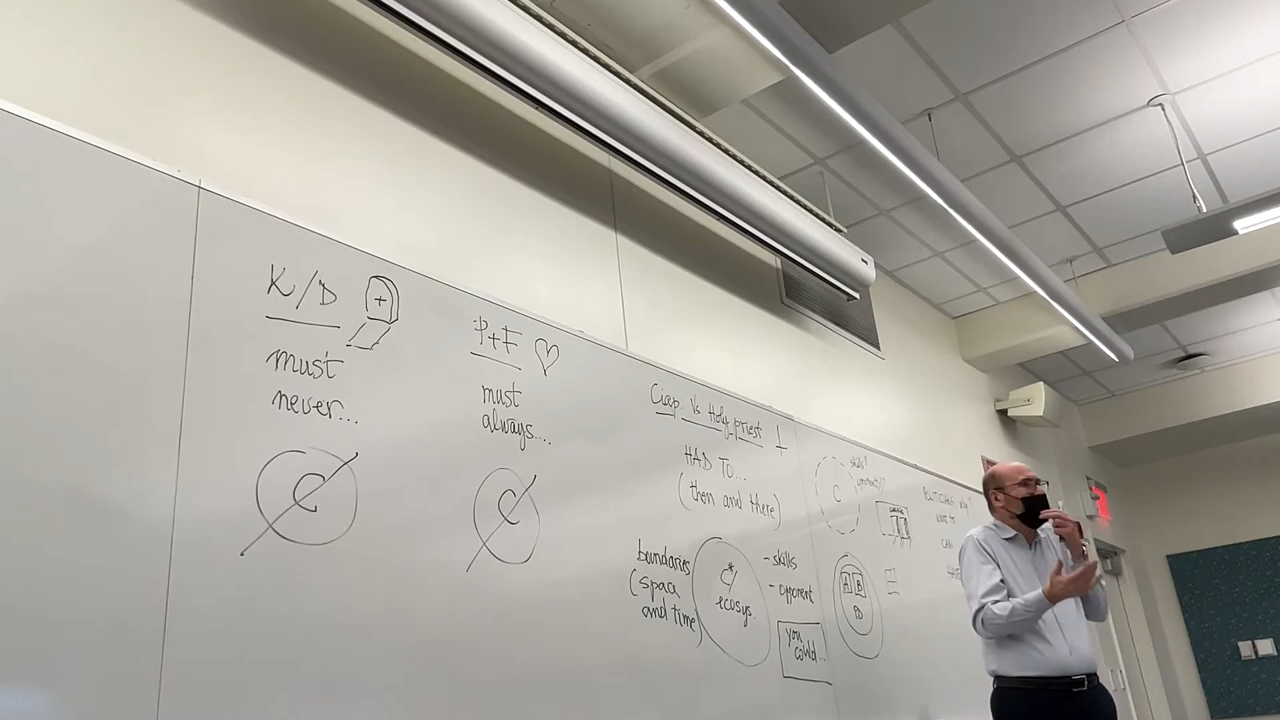 K/D
must
never...
C
P+F
must
always....
C
Ciap. Vs Holy priest
HAD TO...
(then and there)
boundaries
(space
and time)
C*/
ecosys.
- skills
- opponent
you
could...
C
skills?
A B